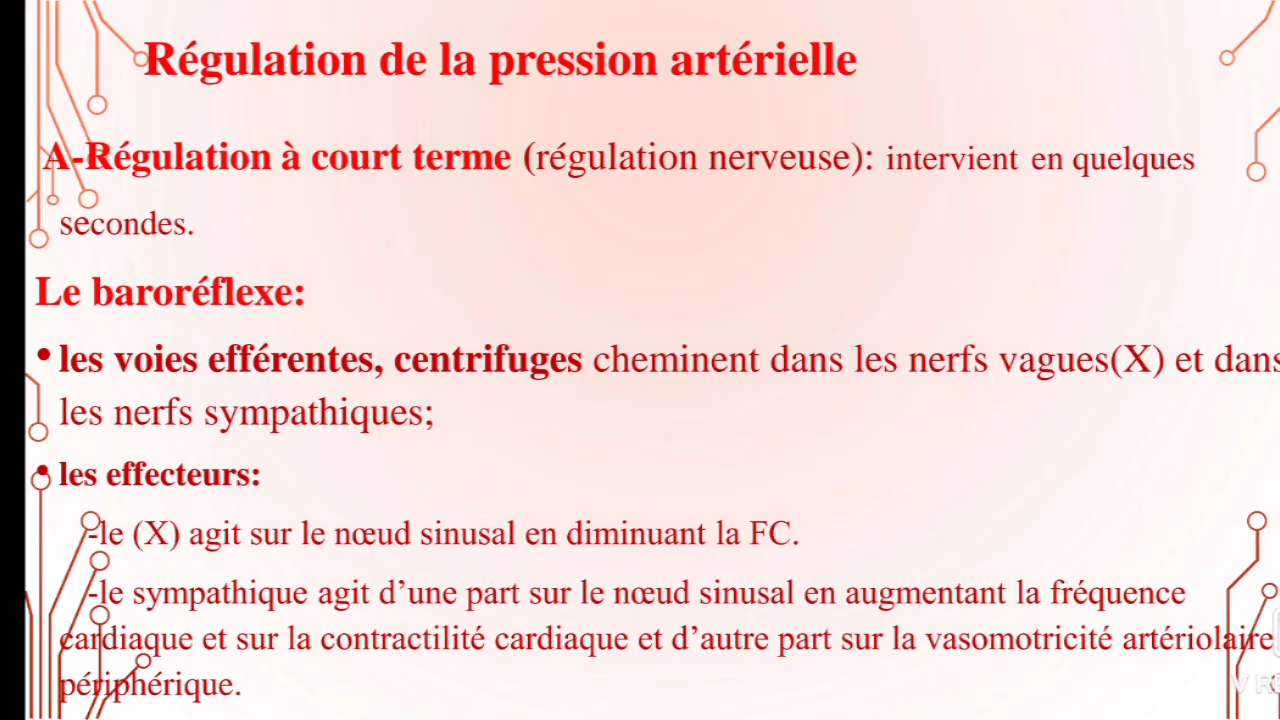 Régulation de la pression artérielle
A-Régulation à court terme (régulation nerveuse): intervient en quelques
secondes.
Le baroréflexe:
• les voies efférentes, centrifuges cheminent dans les nerfs vagues(X) et dans
les nerfs sympathiques;
• les effecteurs:
-le (X) agit sur le nœud sinusal en diminuant la FC.
-le sympathique agit d’une part sur le nœud sinusal en augmentant la fréquence
cardiaque et sur la contractilité cardiaque et d’autre part sur la vasomotricité artériolaire
périphérique.